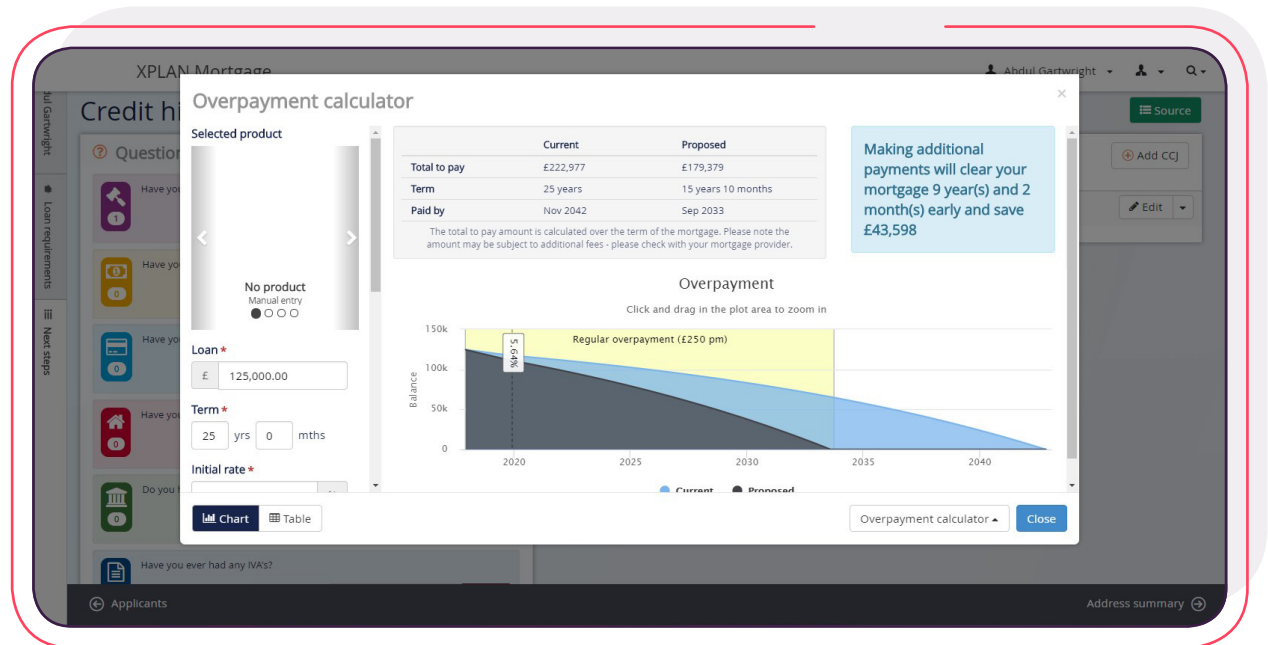 XPLAN Mortgage
Abdul Gartwright
Credit hi
Source
Question
Add CCJ
Edit
dul Gartwright
Loan requirements
Next steps
Have you
1
Have you
0
Have you
0
Have you
0
Do you
0
Have you ever had any IVA's?
Overpayment calculator
×
Selected product
No product
Manual entry
Loan *
£ 125,000.00
Term *
25 yrs 0 mths
Initial rate *
Current Proposed
Total to pay £222,977 £179,379
Term 25 years 15 years 10 months
Paid by Nov 2042 Sep 2033
The total to pay amount is calculated over the term of the mortgage. Please note the
amount may be subject to additional fees - please check with your mortgage provider.
Making additional
payments will clear your
mortgage 9 year(s) and 2
month(s) early and save
£43,598
Overpayment
Click and drag in the plot area to zoom in
Regular overpayment (£250 pm)
5.64%
Balance
150k
100k
50k
0
2020 2025 2030 2035 2040
Current Proposed
Chart Table
Overpayment calculator Close
Applicants
Address summary